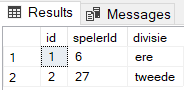 Results Messages
id spelerId divisie
1 1 6 ere
2 2 27 tweede